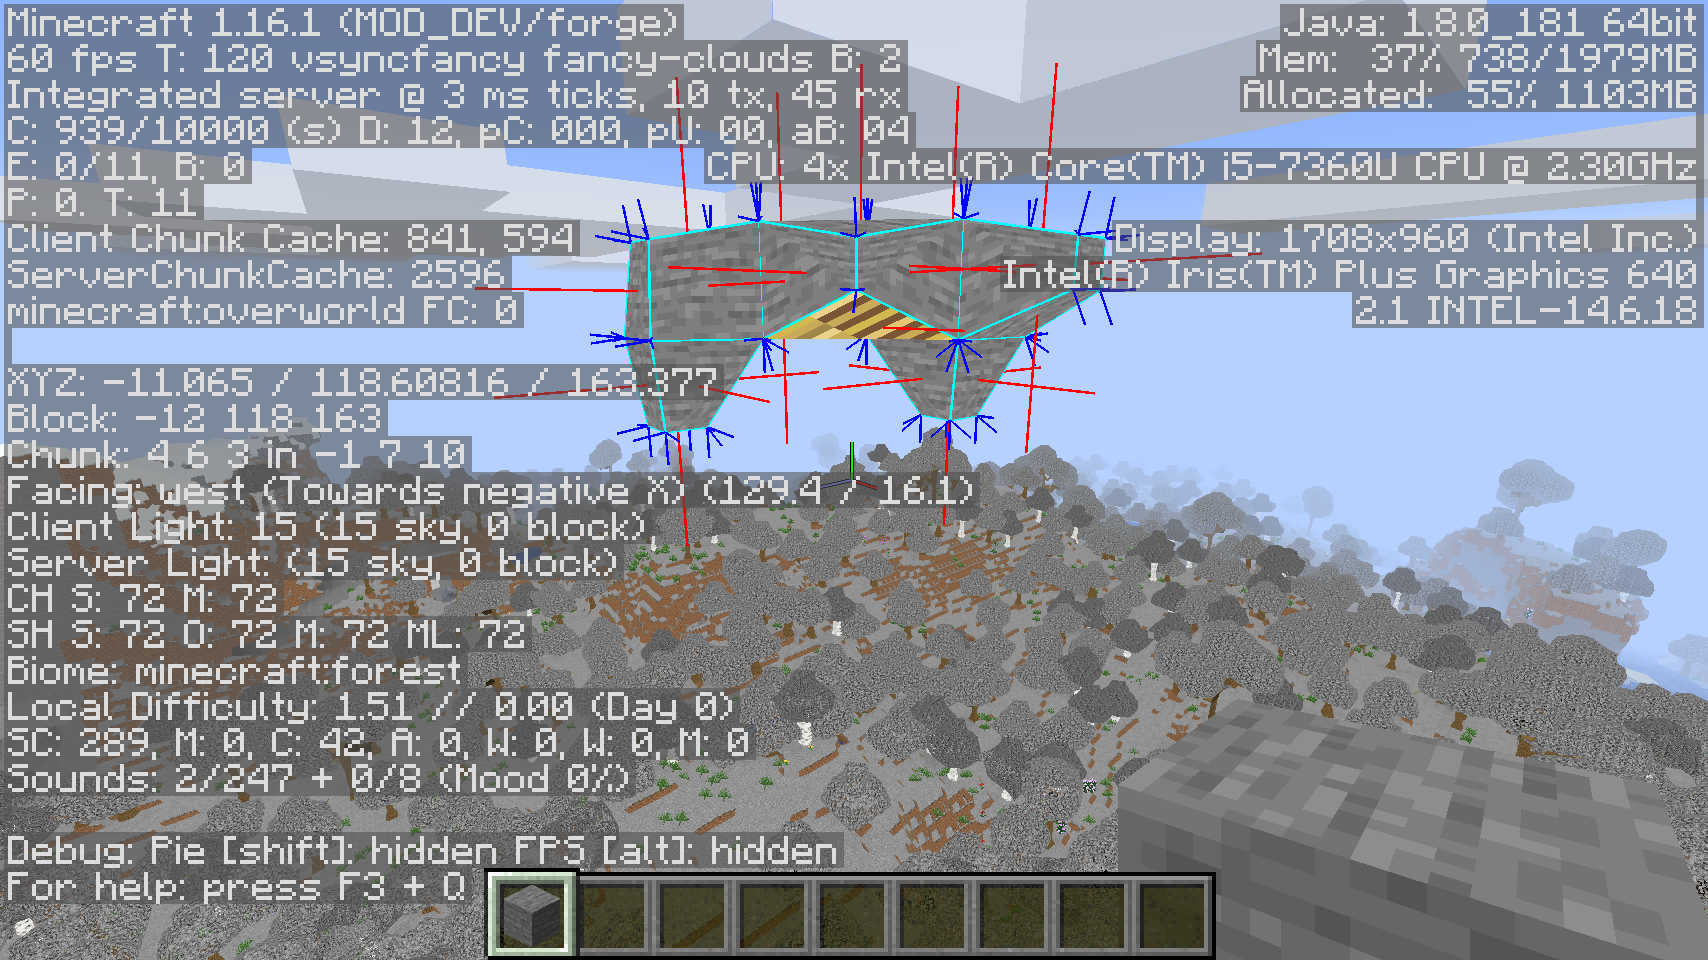 Minecraft 1.16.1 (MOD_DEV/forge)
60 fps T: 120 vsyncfancy fancy-clouds B: 2
Integrated server @ 3 ms ticks, 10 tx, 45 rx
C: 939/10000 (s) D: 12, pC: 000, pU: 00, aB: 04
E: 0/11, B: 0
P: 0. T: 11
Client Chunk Cache: 841, 594
ServerChunkCache: 2596
minecraft:overworld FC: 0
XYZ: -11.065 / 118.60816 / 163.377
Block: -12 118 163
Chunk: 4 6 3 in -1 7 10
Facing: west (Towards negative X) (129.4 / 16.1)
Client Light: 15 (15 sky, 0 block)
Server Light: (15 sky, 0 block)
CH S: 72 M: 72
SH S: 72 O: 72 M: 72 ML: 72
Biome: minecraft:forest
Local Difficulty: 1.51 // 0.00 (Day 0)
SC: 289, M: 0, C: 42, A: 0, W: 0, W: 0, M: 0
Sounds: 2/247 + 0/8 (Mood 0%)
Debug: Pie [shift]: hidden FPS [alt]: hidden
For help: press F3 + Q
Java: 1.8.0_181 64bit
Mem: 37% 738/1979MB
Allocated: 55% 1103MB
CPU: 4x Intel(R) Core(TM) i5-7360U CPU @ 2.30GHz
Display: 1708x960 (Intel Inc.)
Intel(R) Iris(TM) Plus Graphics 640
2.1 INTEL-14.6.18